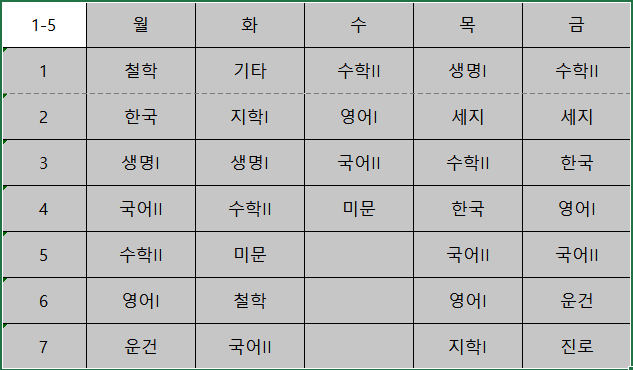 1-5 월 화 수 목 금
1 철학 기타 수학II 생명I 수학II
2 한국 지학I 영어I 세지 세지
3 생명I 생명I 국어II 수학II 한국
4 국어II 수학II 미문 한국 영어I
5 수학II 미문 국어II 국어II
6 영어I 철학 영어I 운건
7 운건 국어II 지학I 진로